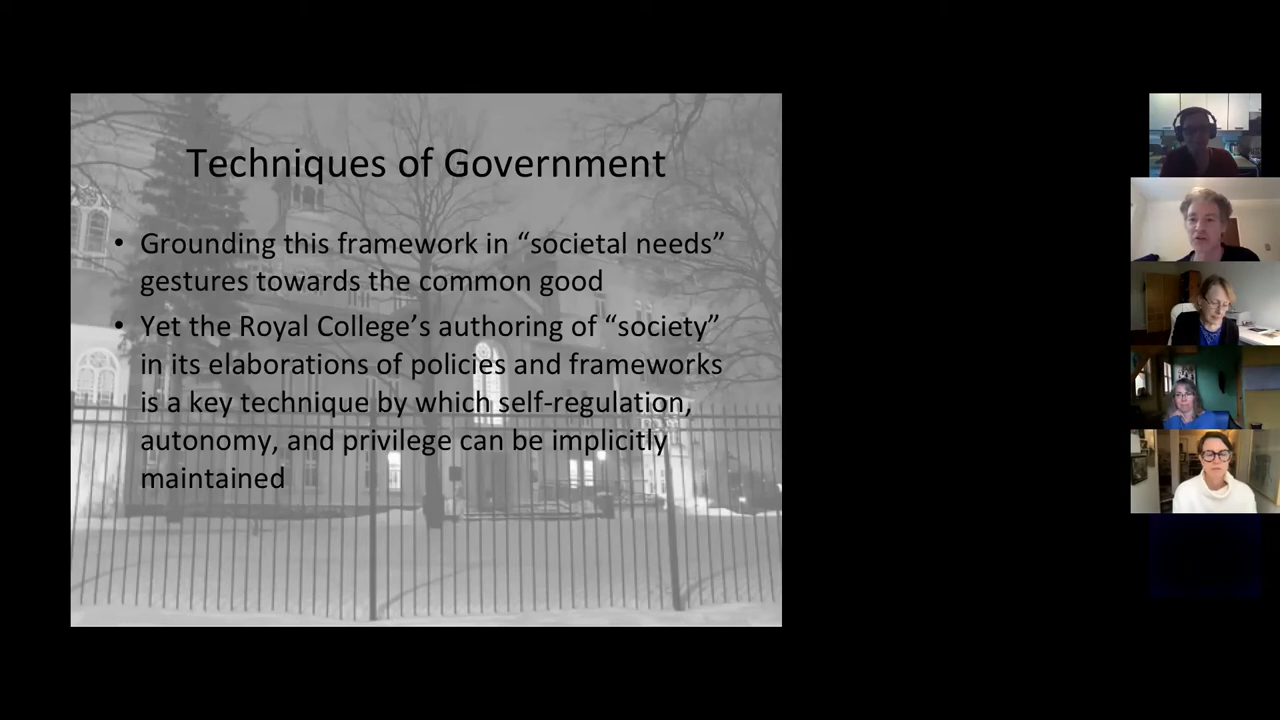 Techniques of Government
• Grounding this framework in “societal needs”
gestures towards the common good
• Yet the Royal College’s authoring of “society”
in its elaborations of policies and frameworks
is a key technique by which self-regulation,
autonomy, and privilege can be implicitly
maintained